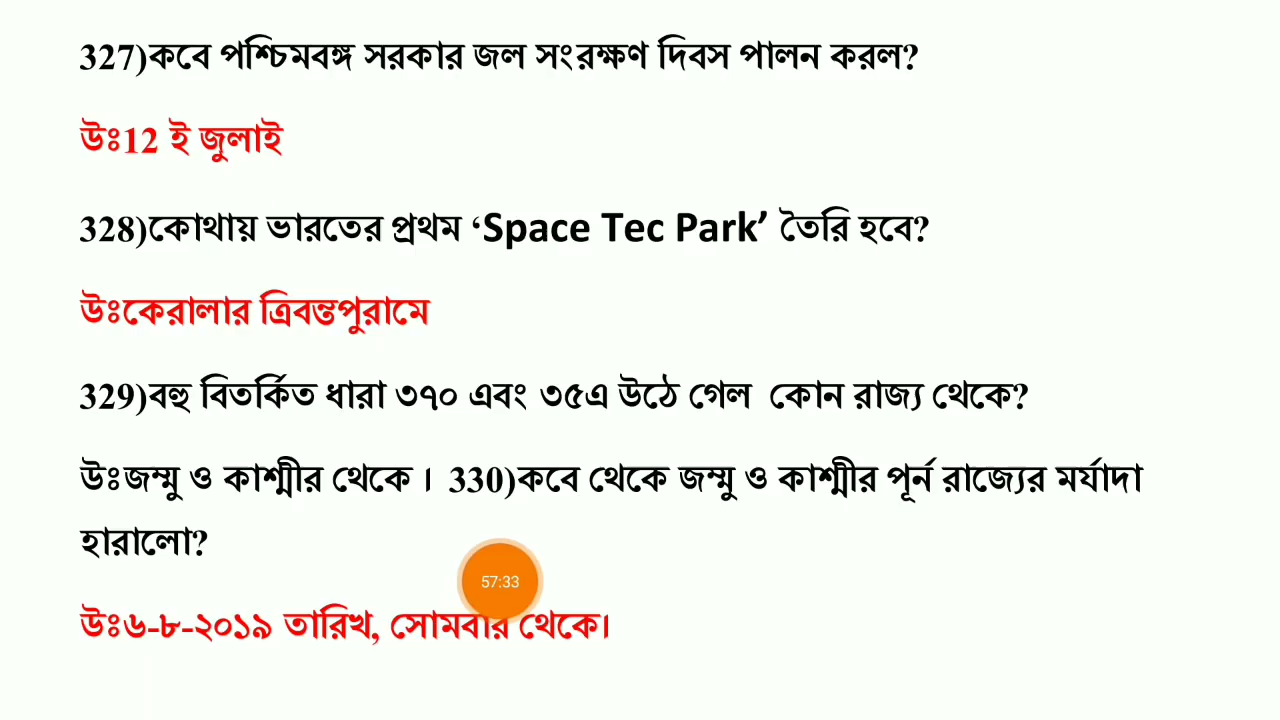 327)কবে পশ্চিমবঙ্গ সরকার জল সংরক্ষণ দিবস পালন করল?
উঃ12 ই জুলাই
328)কোথায় ভারতের প্রথম ‘Space Tec Park’ তৈরি হবে?
উঃকেরালার ত্রিবন্তপুরামে
329)বহু বিতর্কিত ধারা ৩৭০ এবং ৩৫এ উঠে গেল কোন রাজ্য থেকে?
উঃজম্মু ও কাশ্মীর থেকে। 330)কবে থেকে জম্মু ও কাশ্মীর পূর্ন রাজ্যের মর্যাদা
হারালো?
57:33
উঃ৬-৮-২০১৯ তারিখ, সোমবার থেকে।